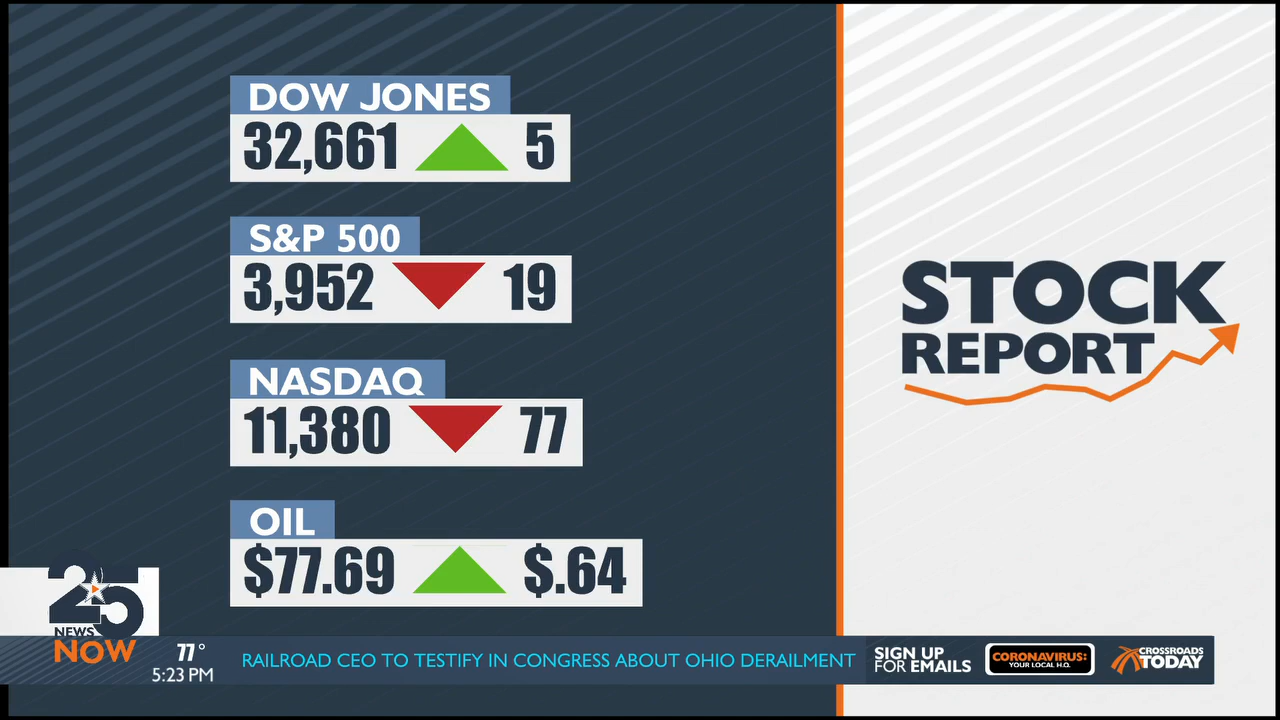 DOW JONES
32,661 5
S&P 500
3,952 19
NASDAQ
11,380 77
OIL
$77.69 $.64
STOCK
REPORT
25
NEWS
NOW
77°
5:23 PM
RAILROAD CEO TO TESTIFY IN CONGRESS ABOUT OHIO DERAILMENT
SIGN UP
FOR EMAILS
CORONAVIRUS:
YOUR LOCAL H.Q.
CROSSROADS
TODAY